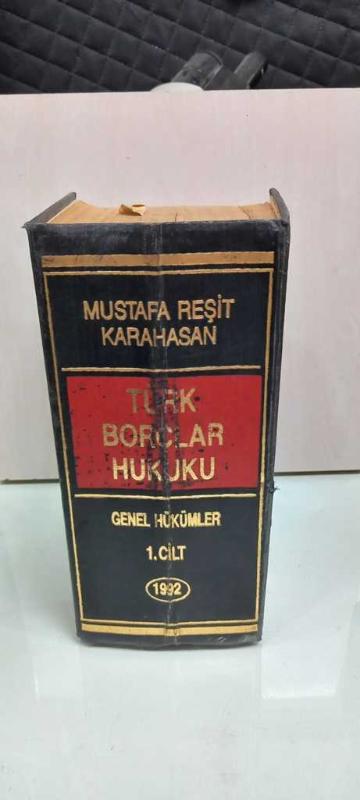 MUSTAFA REŞİT
KARAHASAN
TÜRK
BORÇLAR
HUKUKU
GENEL HÜKÜMLER
1.CİLT
1992